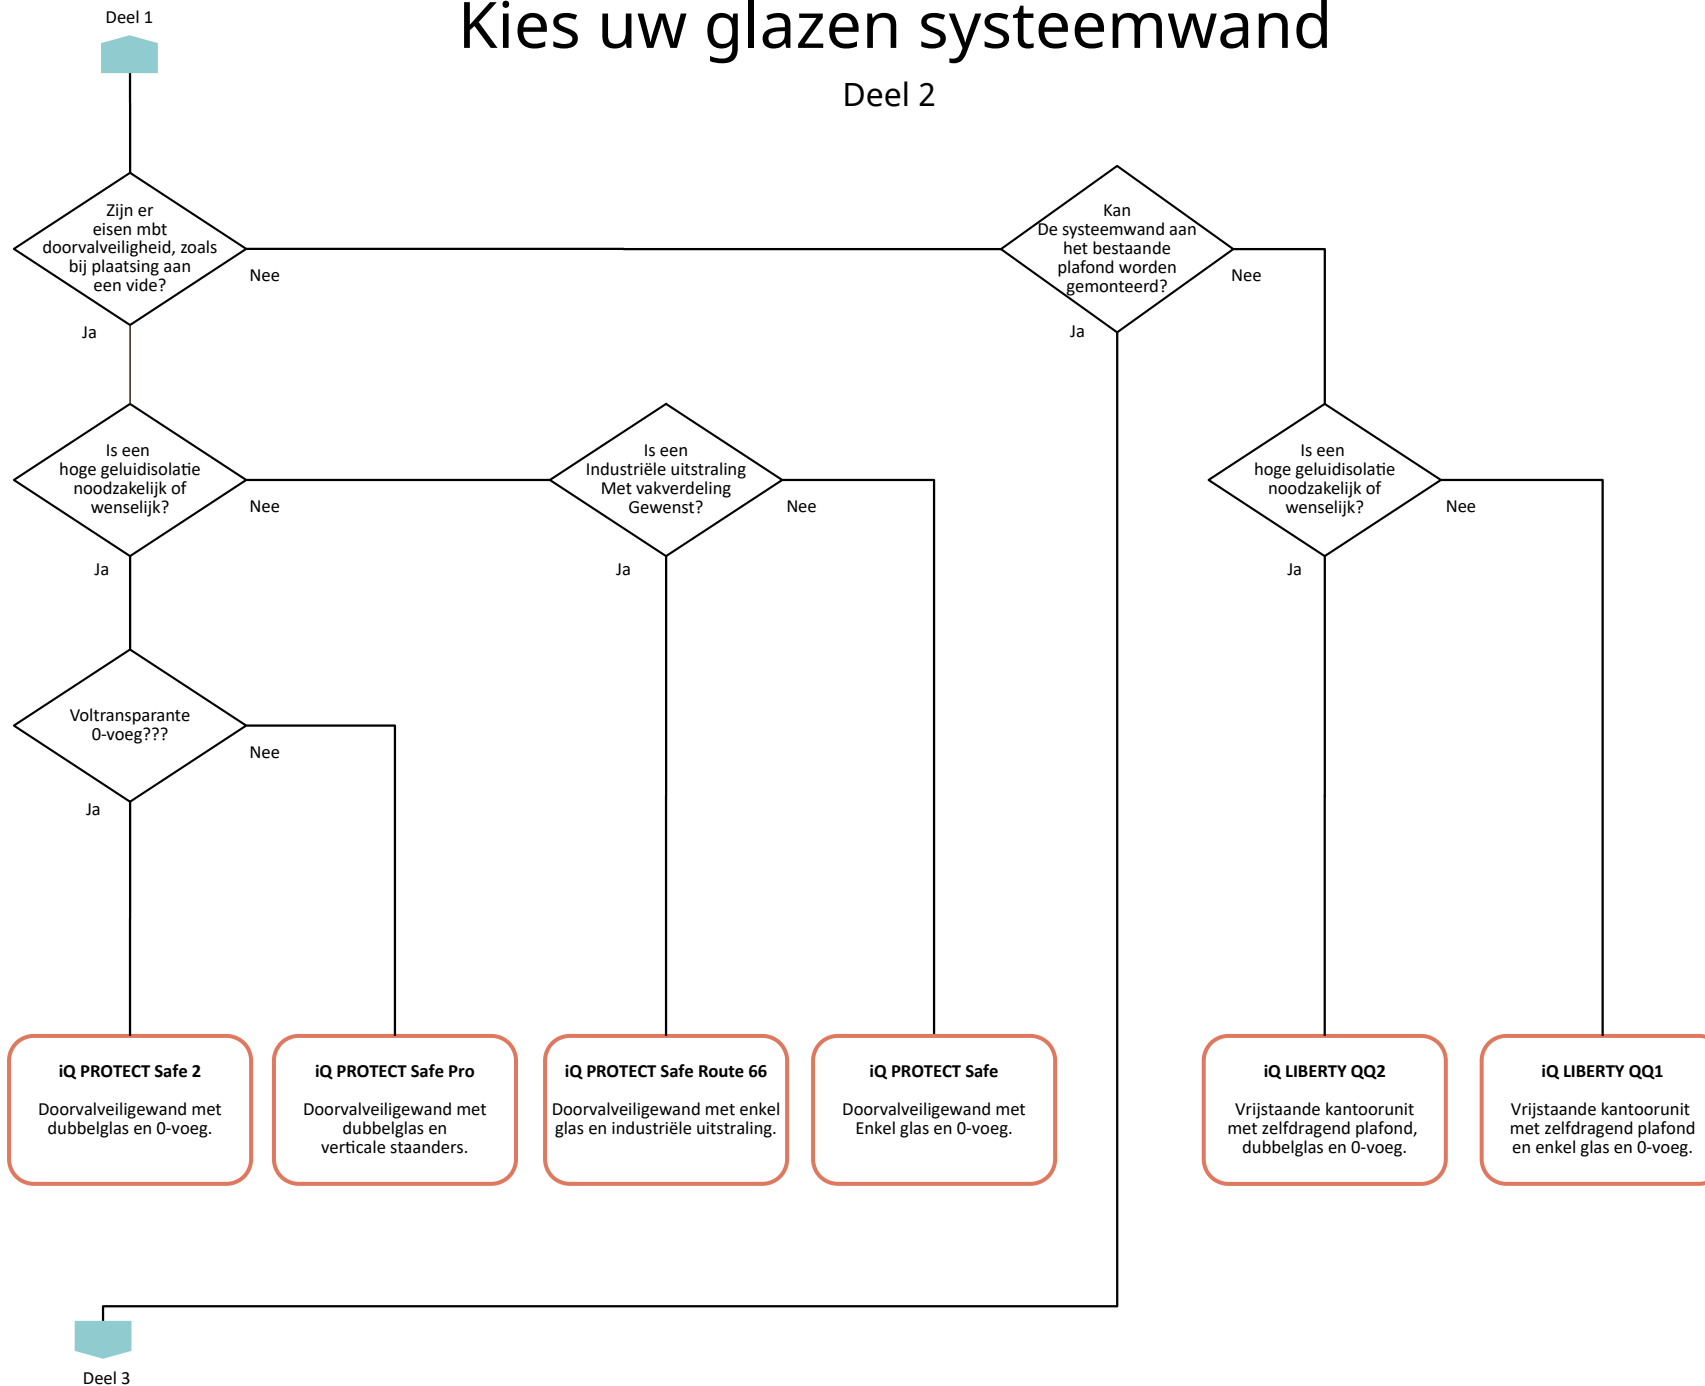 Deel 1
Kies uw glazen systeemwand
Deel 2
Zijn er
eisen mbt
doorvalveiligheid, zoals
bij plaatsing aan
een vide?
Nee
Ja
Kan
De systeemwand aan
het bestaande
plafond worden
gemonteerd?
Nee
Ja
Is een
hoge geluidisolatie
noodzakelijk of
wenselijk?
Nee
Ja
Is een
Industriële uitstraling
Met vakverdeling
Gewenst?
Nee
Ja
Is een
hoge geluidisolatie
noodzakelijk of
wenselijk?
Nee
Ja
Voltransparante
0-voeg???
Nee
Ja
iQ PROTECT Safe 2
Doorvalveiligewand met
dubbelglas en 0-voeg.
iQ PROTECT Safe Pro
Doorvalveiligewand met
dubbelglas en
verticale staanders.
iQ PROTECT Safe Route 66
Doorvalveiligewand met enkel
glas en industriële uitstraling.
iQ PROTECT Safe
Doorvalveiligewand met
Enkel glas en 0-voeg.
iQ LIBERTY QQ2
Vrijstaande kantoorunit
met zelfdragend plafond,
dubbelglas en 0-voeg.
iQ LIBERTY QQ1
Vrijstaande kantoorunit
met zelfdragend plafond
en enkel glas en 0-voeg.
Deel 3